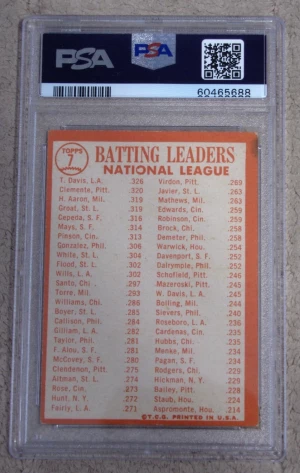 PSA
PSA
60465688
TOPPS
7
BATTING LEADERS
NATIONAL LEAGUE
T. Davis, L.A. .326
Clemente, Pitt. .320
H. Aaron, Mil. .319
Groat, St. L. .319
Cepeda, S. F. .316
Mays, S. F. .314
Pinson, Cin. .313
Gonzalez, Phil. .306
White, St. L. .304
Flood, St. L. .302
Wills, L. A. .302
Santo, Chi. .297
Torre, Mil. .293
Williams, Chi. .286
Boyer, St. L. .285
Callison, Phil. .284
Gilliam, L. A. .282
Taylor, Phil. .281
F. Alou, S. F. .281
McCovey, S. F. .280
Clendenon, Pitt. .275
Altman, St. L. .274
Rose, Cin. .273
Hunt, N. Y. .272
Fairly, L.A. .271
Virdon, Pitt. .269
Javier, St. L. .263
Mathews, Mil. .263
Edwards, Cin. .259
Robinson, Cin. .259
Brock, Chi. .258
Demeter, Phil. .258
Warwick, Hou. .254
Davenport, S. F. .252
Dalrymple, Phil. .252
Schofield, Pitt. .246
Mazeroski, Pitt. .245
W. Davis, L. A. .245
Bolling, Mil. .244
Sievers, Phil. .240
Roseboro, L. A. .236
Cardenas, Cin. .235
Hubbs, Chi. .235
Menke, Mil. .234
Pagan, S. F. .234
Rodgers, Chi. .229
Hickman, N. Y. .229
Bailey, Pitt. .228
Staub, Hou. .224
Aspromonte, Hou. .214
©T.C.G. PRINTED IN U.S.A.